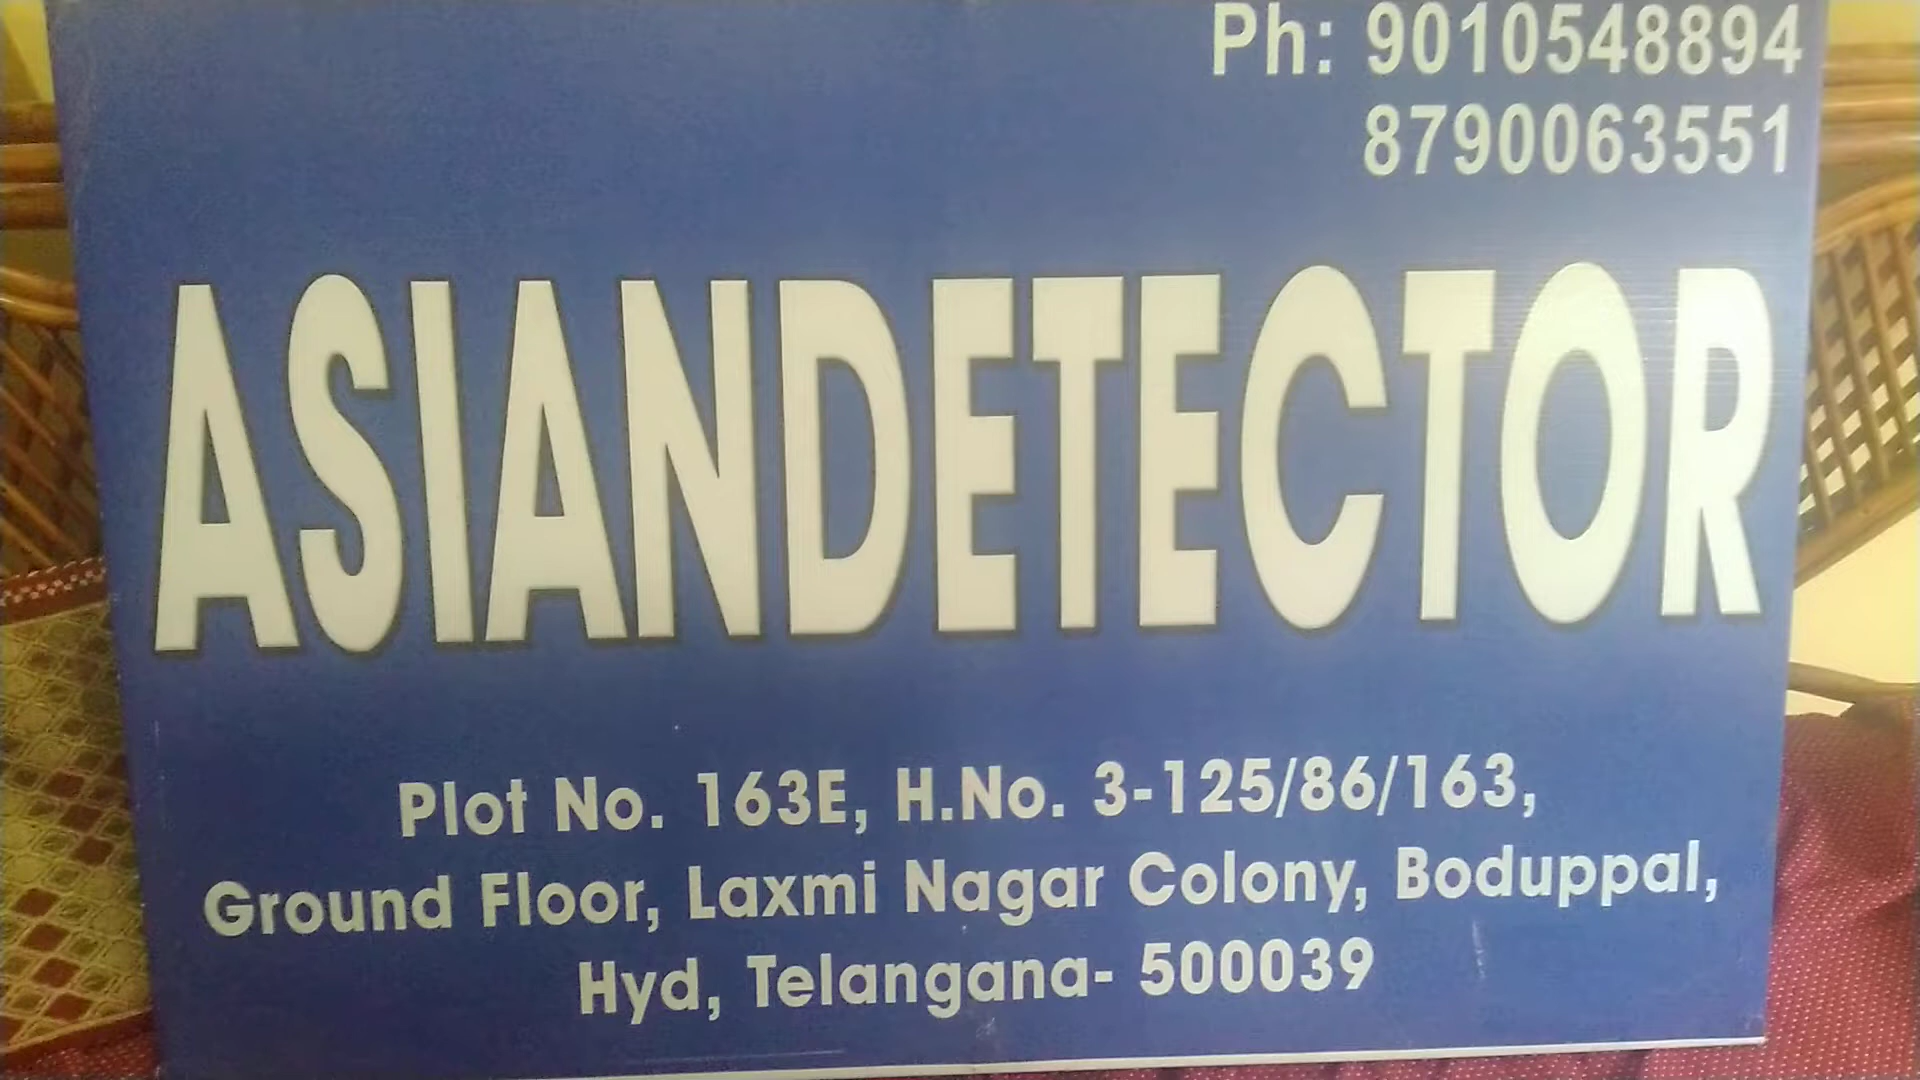 Ph: 9010548894
8790063551
ASIANDETECTOR
Plot No. 163E, H.No. 3-125/86/163,
Ground Floor, Laxmi Nagar Colony, Boduppal,
Hyd, Telangana- 500039